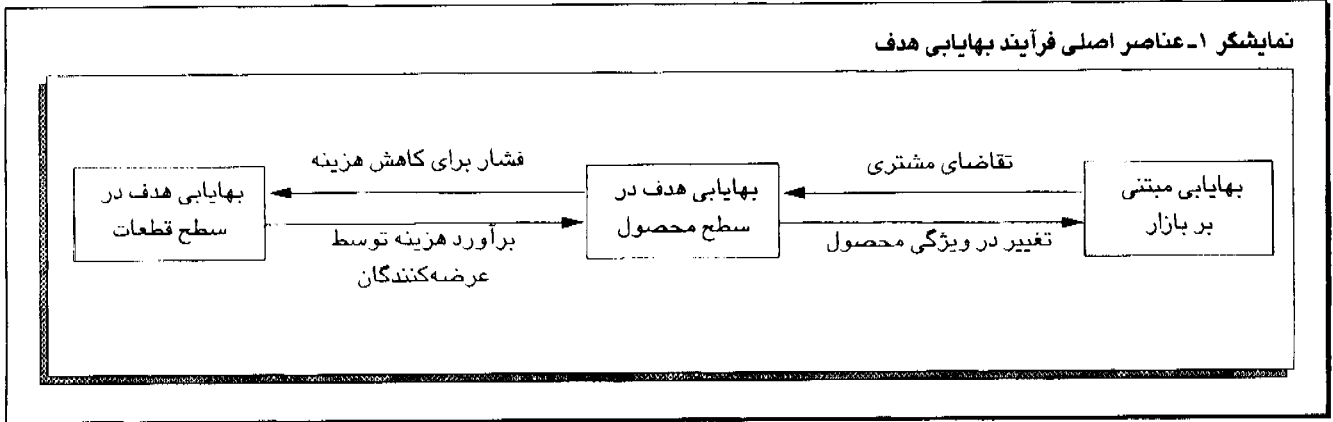 نمایشگر ۱ـ عناصر اصلی فرآیند بهایابی هدف
بهایابی مبتنی
بر بازار
تقاضای مشتری
تغییر در ویژگی محصول
بهایابی هدف در
سطح محصول
فشار برای کاهش هزینه
برآورد هزینه توسط
عرضه‌کنندگان
بهایابی هدف در
سطح قطعات